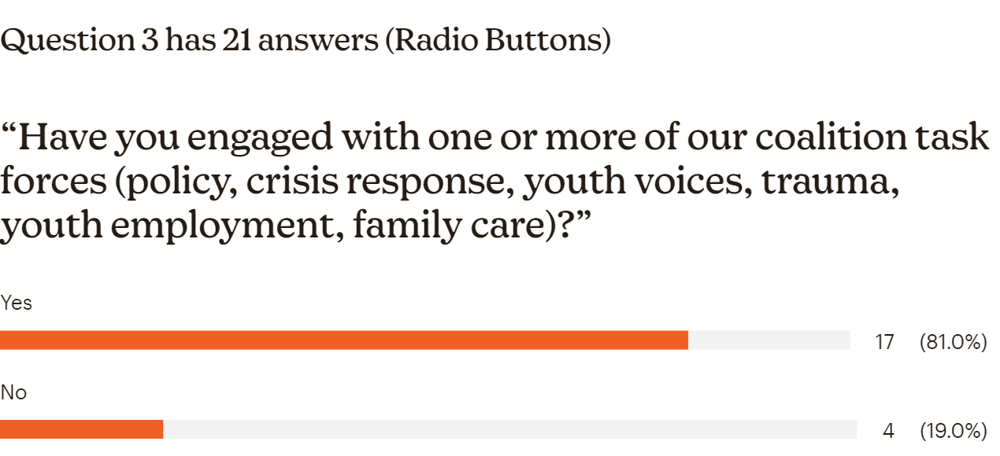 Question 3 has 21 answers (Radio Buttons)
“Have you engaged with one or more of our coalition task
forces (policy, crisis response, youth voices, trauma,
youth employment, family care)?”
Yes
17 (81.0%)
No
4 (19.0%)